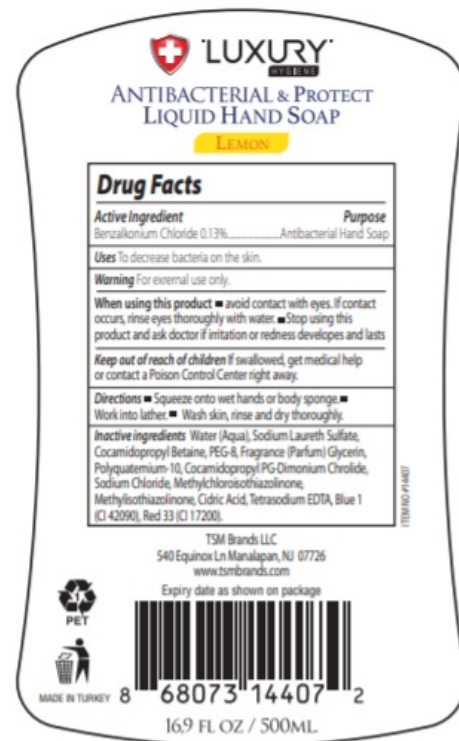 LUXURY
HYGIENE
ANTIBACTERIAL & PROTECT
LIQUID HAND SOAP
LEMON
Drug Facts
Active Ingredient Purpose
Benzalkonium Chloride 0.13%......................Antibacterial Hand Soap
Uses To decrease bacteria on the skin.
Warning For exrernal use only.
When using this product ■ avoid contact with eyes. If contact
occurs, rinse eyes thoroughly with water. ■ Stop using this
product and ask doctor if irritation or redness developes and lasts
Keep out of reach of children If swallowed, get medical help
or contact a Poison Control Center right away.
Directions ■ Squeeze onto wet hands or body sponge. ■
Work into lather. ■ Wash skin, rinse and dry thoroughly.
Inactive ingredients Water (Aqua), Sodium Laureth Sulfate,
Cocamidopropyl Betaine, PEG-8, Fragrance (Parfum) Glycerin,
Polyquaternium-10, Cocamidopropyl PG-Dimonium Chrolide,
Sodium Chloride, Methylchloroisothiazolinone,
Methylisothiazolinone, Cidric Acid, Tetrasodium EDTA, Blue 1
(CI 42090), Red 33 (CI 17200).
ITEM NO #14407
TSM Brands LLC
540 Equinox Ln Manalapan, NJ 07726
www.tsmbrands.com
Expiry date as shown on package
1
PET
MADE IN TURKEY
8 68073 14407 2
16,9 FL OZ / 500ML